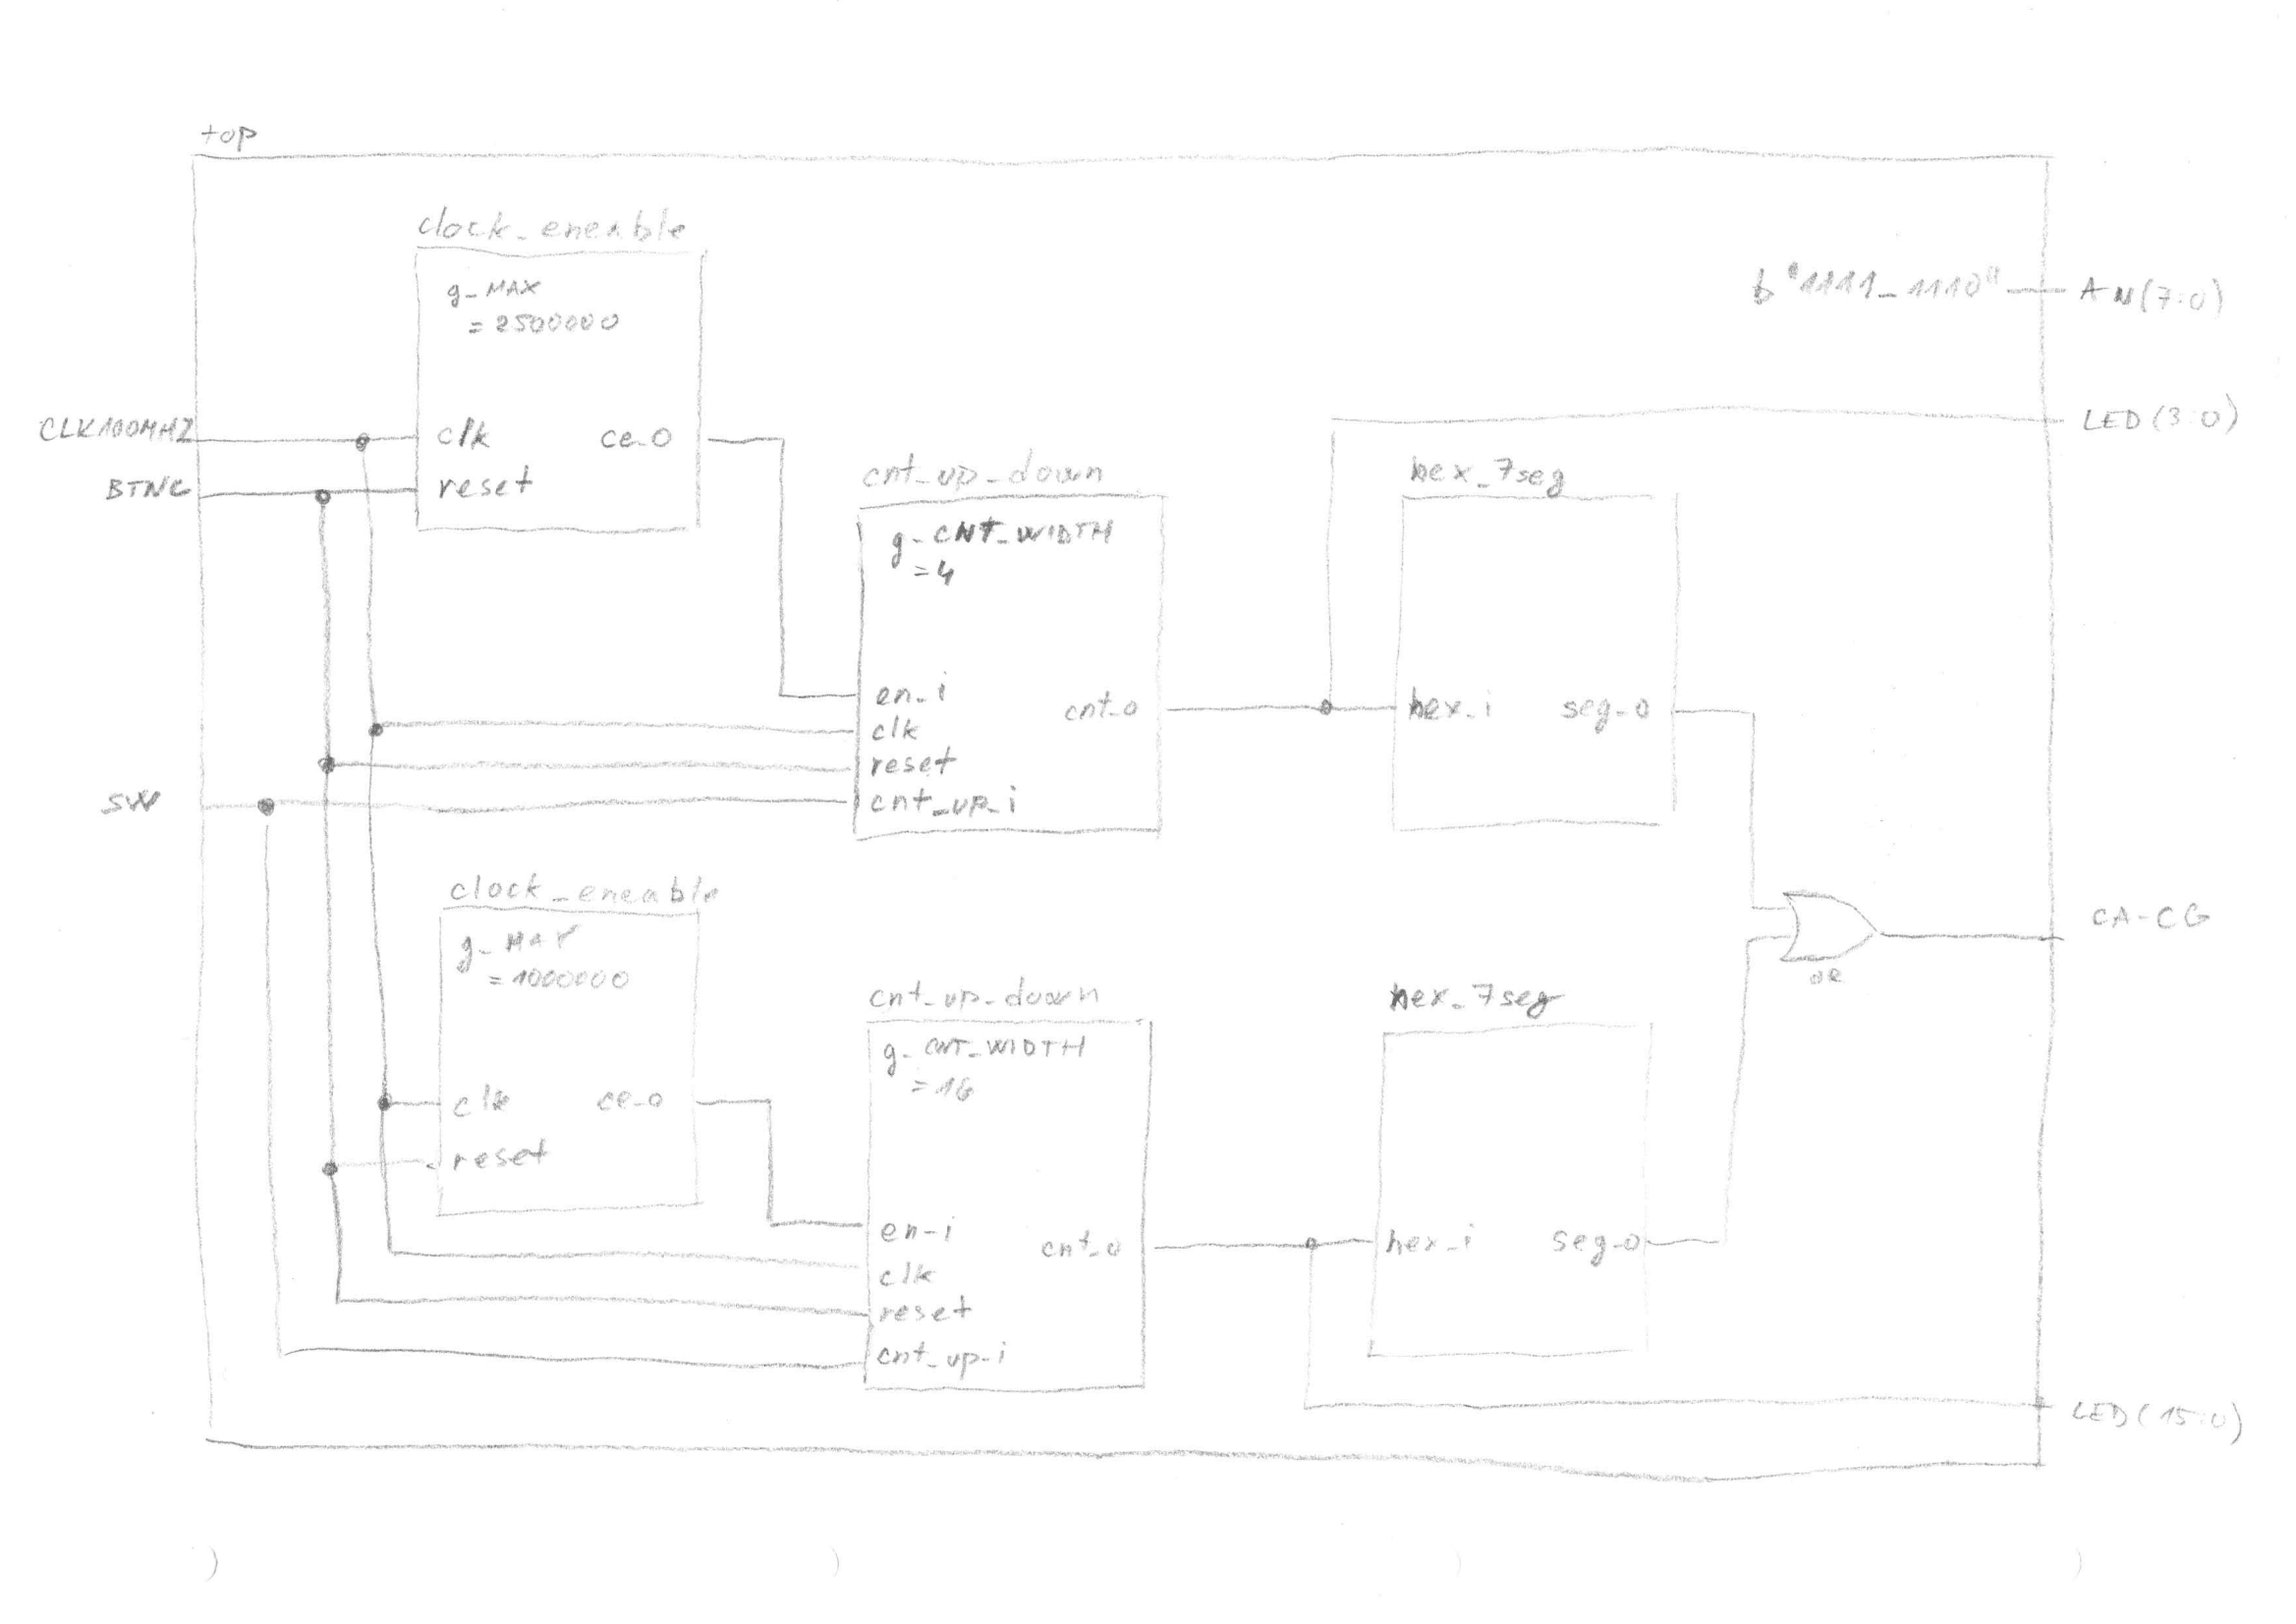 top
clock_eneable
g_MAX
= 2500000
b"1111_1110"
AN(7:0)
CLK100MHZ
clk
ce_o
LED(3:0)
BTNC
reset
cnt_up_down
hex_7seg
g_CNT_WIDTH
=4
en_i
cnt_o
hex_i
seg_o
clk
reset
SW
cnt_up_i
clock_eneable
g_MAX
= 1000000
CA-CG
OR
cnt_up_down
hex_7seg
g_CNT_WIDTH
= 16
clk
ce_o
reset
en_i
cnt_o
hex_i
seg_o
clk
reset
cnt_up_i
LED(15:0)